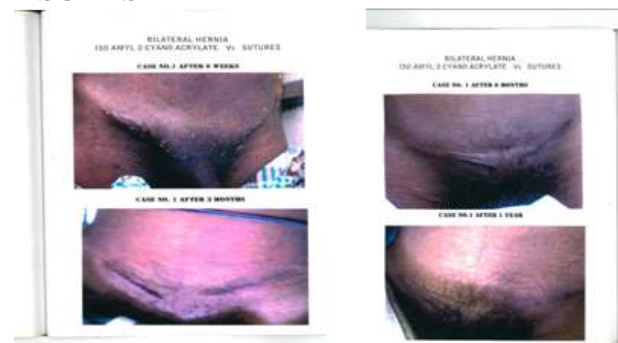 BILATERAL HERNIA
ISO AMYL 2-CYANO ACRYLATE Vs SUTURES
CASE NO.1 AFTER 6 WEEKS
CASE NO. 1 AFTER 3 MONTHS
BILATERAL HERNIA
ISO AMYL 2-CYANO ACRYLATE Vs SUTURES
CASE NO. 1 AFTER 6 MONTHS
CASE NO.1 AFTER 1 YEAR